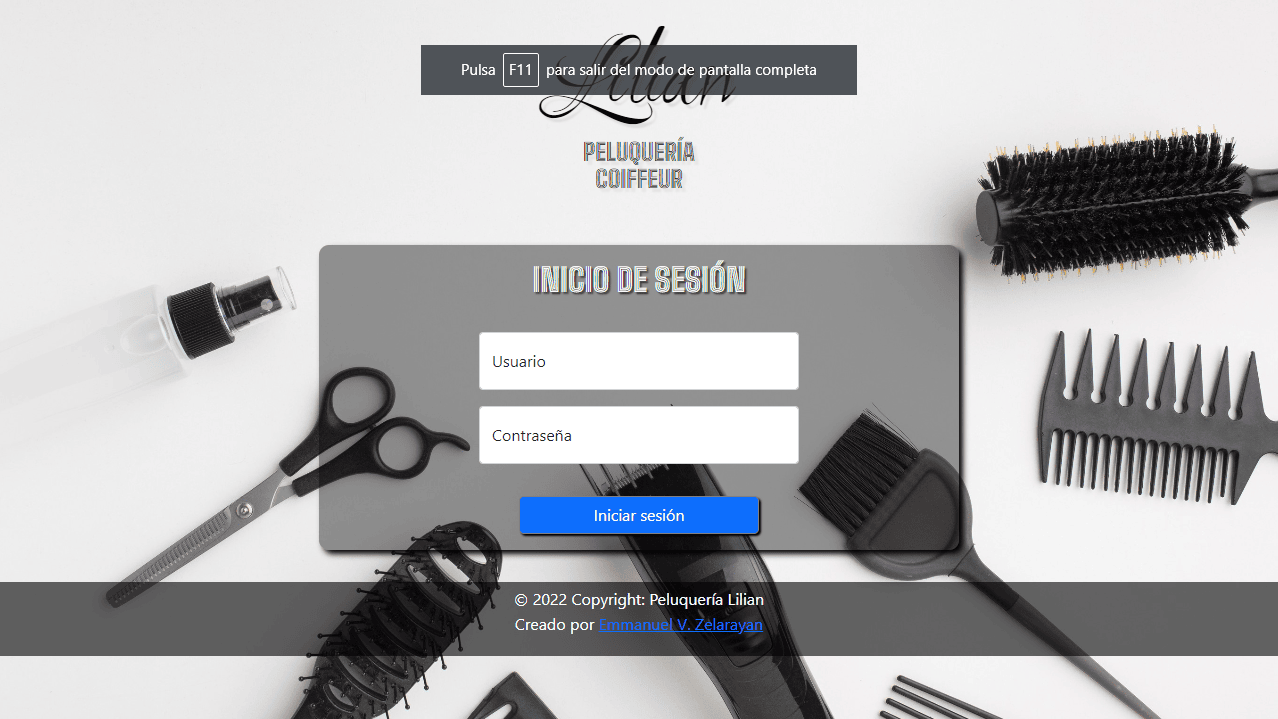 Lilian
Pulsa F11 para salir del modo de pantalla completa
PELUQUERÍA
COIFFEUR
INICIO DE SESIÓN
Usuario
Contraseña
Iniciar sesión
© 2022 Copyright: Peluquería Lilian
Creado por Emmanuel V. Zelarayan